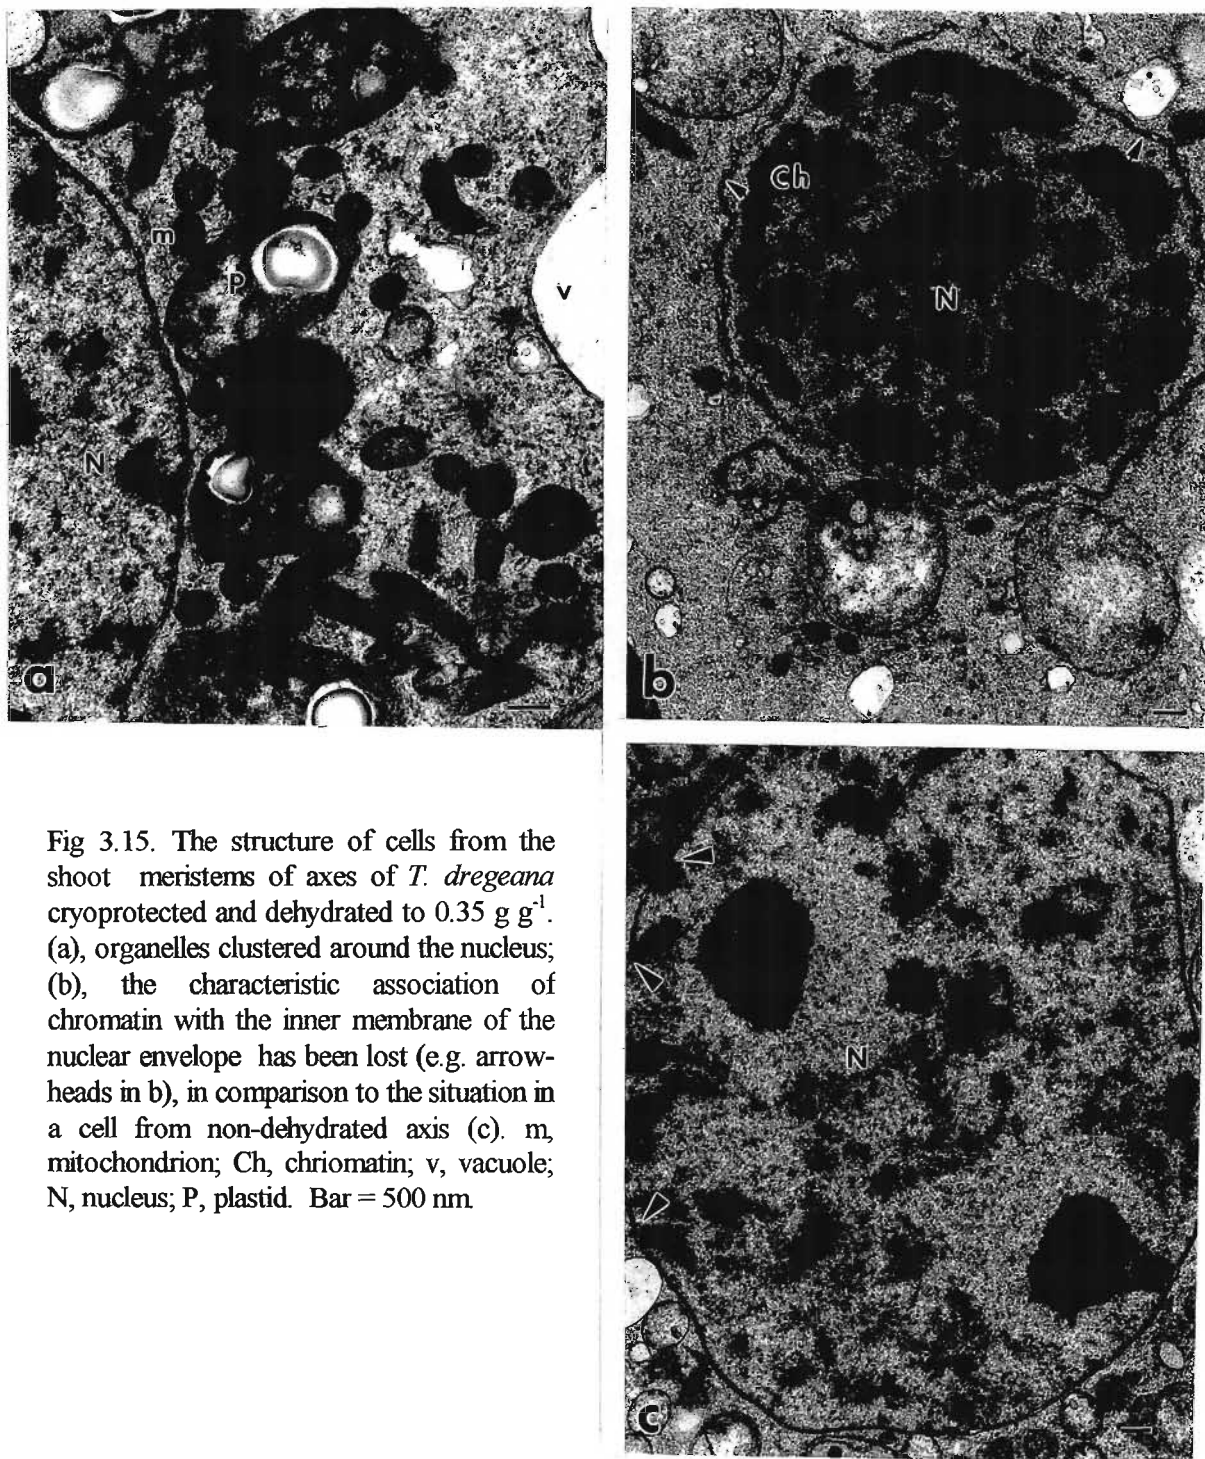 m
P
v
N
a
Ch
N
b
N
c
Fig 3.15. The structure of cells from the
shoot meristems of axes of T. dregeana
cryoprotected and dehydrated to 0.35 g g-1.
(a), organelles clustered around the nucleus;
(b), the characteristic association of
chromatin with the inner membrane of the
nuclear envelope has been lost (e.g. arrow-
heads in b), in comparison to the situation in
a cell from non-dehydrated axis (c). m,
mitochondrion; Ch, chriomatin; v, vacuole;
N, nucleus; P, plastid. Bar = 500 nm.